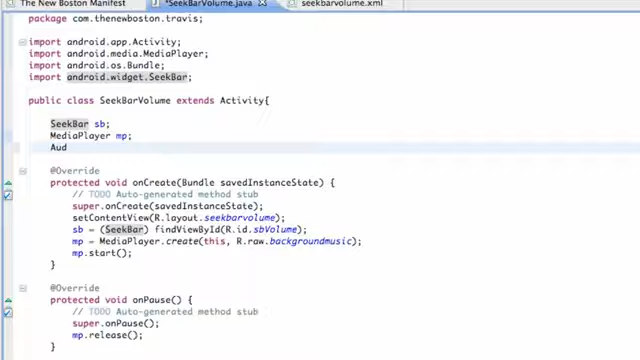 The New Boston Manifest
*SeekBarVolume.java
seekbarvolume.xml
package com.thenewboston.travis;
import android.app.Activity;
import android.media.MediaPlayer;
import android.os.Bundle;
import android.widget.SeekBar;
public class SeekBarVolume extends Activity{
SeekBar sb;
MediaPlayer mp;
Aud
@Override
protected void onCreate(Bundle savedInstanceState) {
// TODO Auto-generated method stub
super.onCreate(savedInstanceState);
setContentView(R.layout.seekbarvolume);
sb = (SeekBar) findViewById(R.id.sbVolume);
mp = MediaPlayer.create(this, R.raw.backgroundmusic);
mp.start();
}
@Override
protected void onPause() {
// TODO Auto-generated method stub
super.onPause();
mp.release();
}